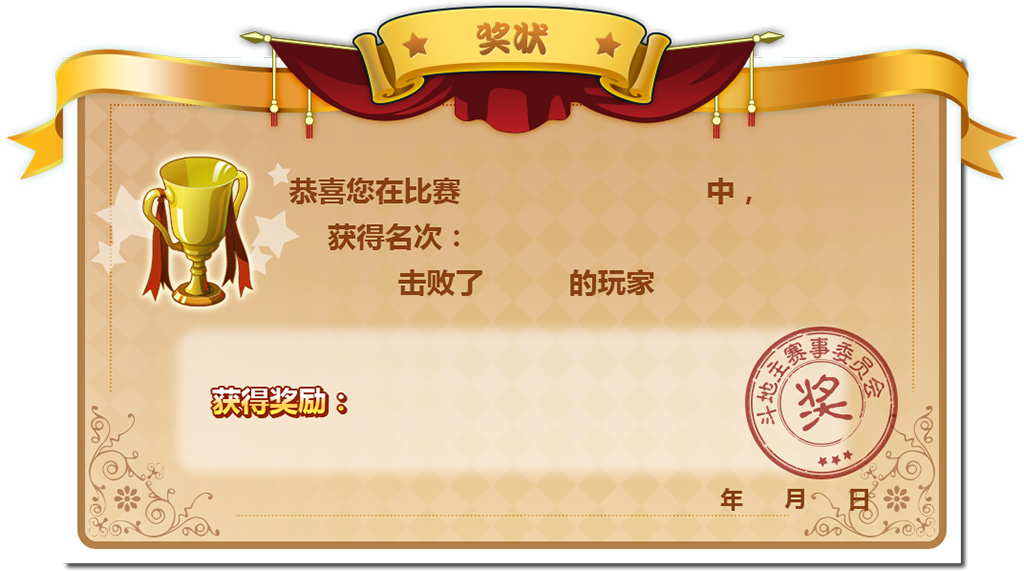 奖状
恭喜您在比赛 中，
获得名次：
击败了 的玩家
获得奖励：
斗地主赛事委员会
奖
年 月 日